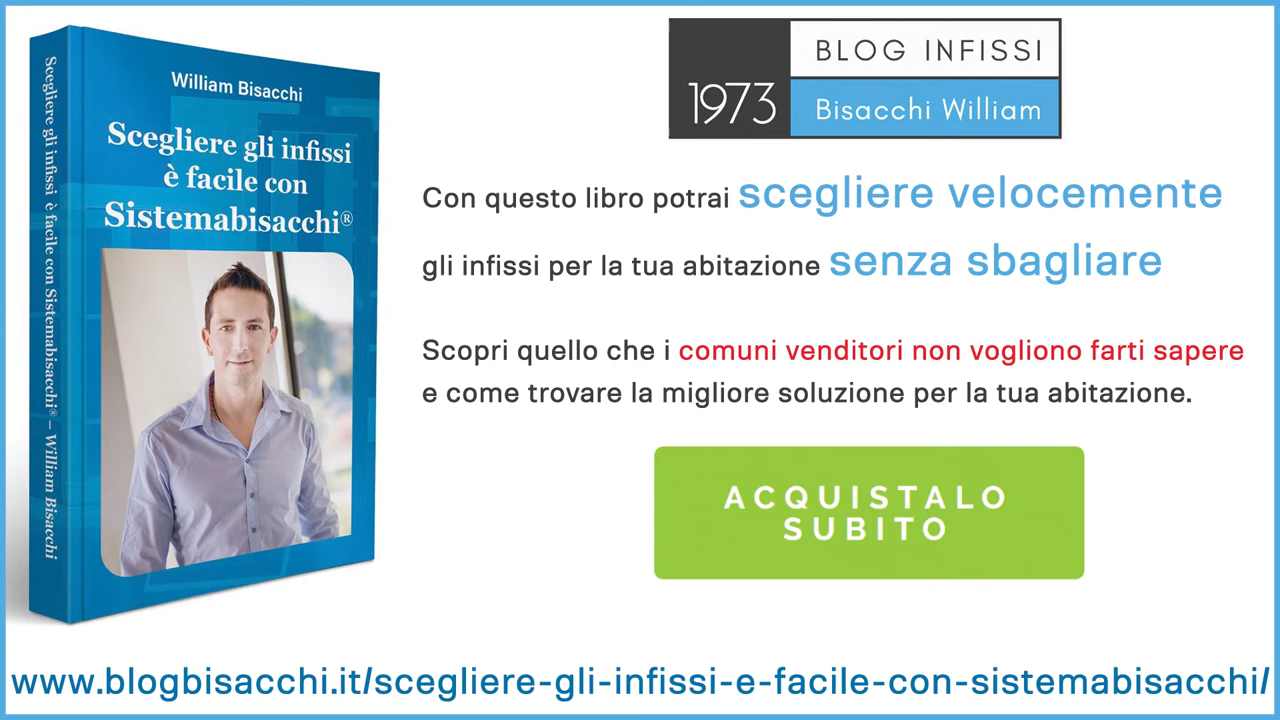 Scegliere gli infissi è facile con Sistemabisacchi® – William Bisacchi
William Bisacchi
Scegliere gli infissi
è facile con
Sistemabisacchi®
1973
BLOG INFISSI
Bisacchi William
Con questo libro potrai scegliere velocemente
gli infissi per la tua abitazione senza sbagliare
Scopri quello che i comuni venditori non vogliono farti sapere
e come trovare la migliore soluzione per la tua abitazione.
ACQUISTALO
SUBITO
www.blogbisacchi.it/scegliere-gli-infissi-e-facile-con-sistemabisacchi/